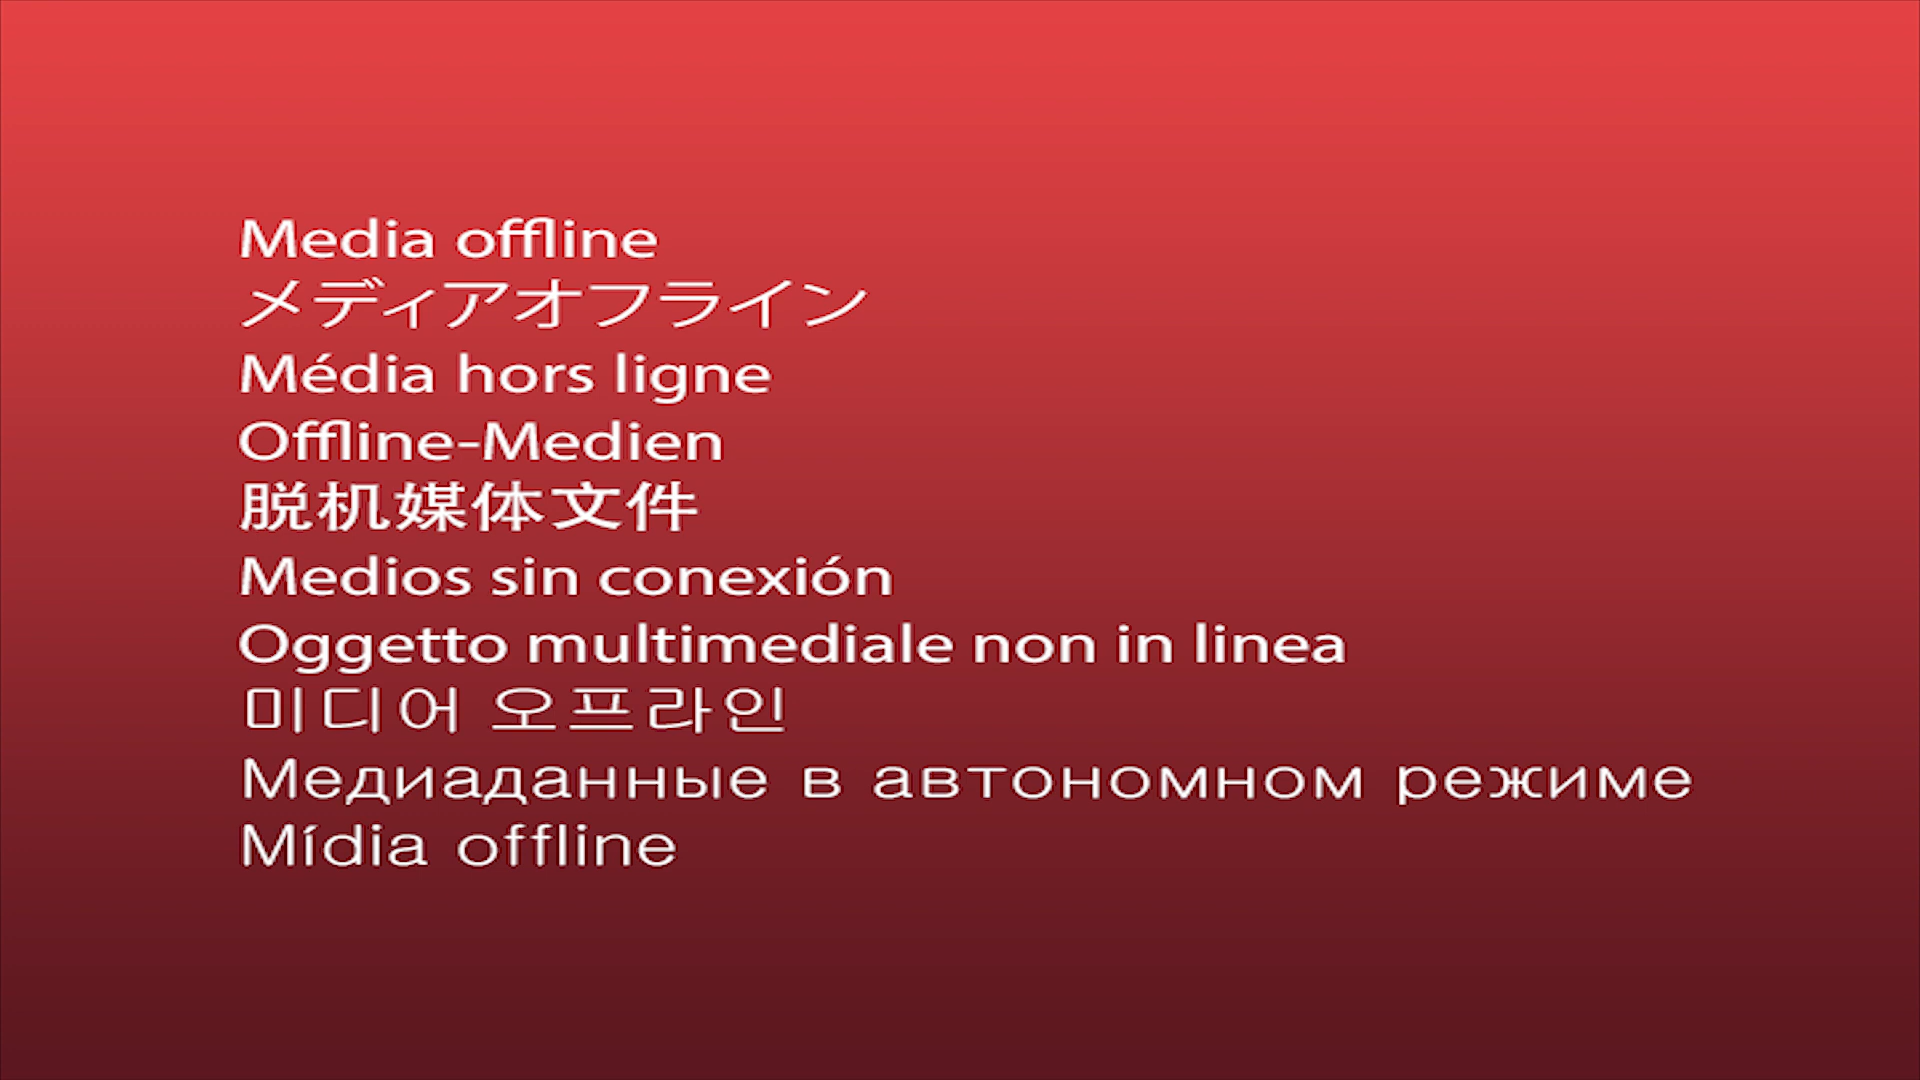 Media offline
メディアオフライン
Média hors ligne
Offline-Medien
脱机媒体文件
Medios sin conexión
Oggetto multimediale non in linea
미디어 오프라인
Медиаданные в автономном режиме
Mídia offline